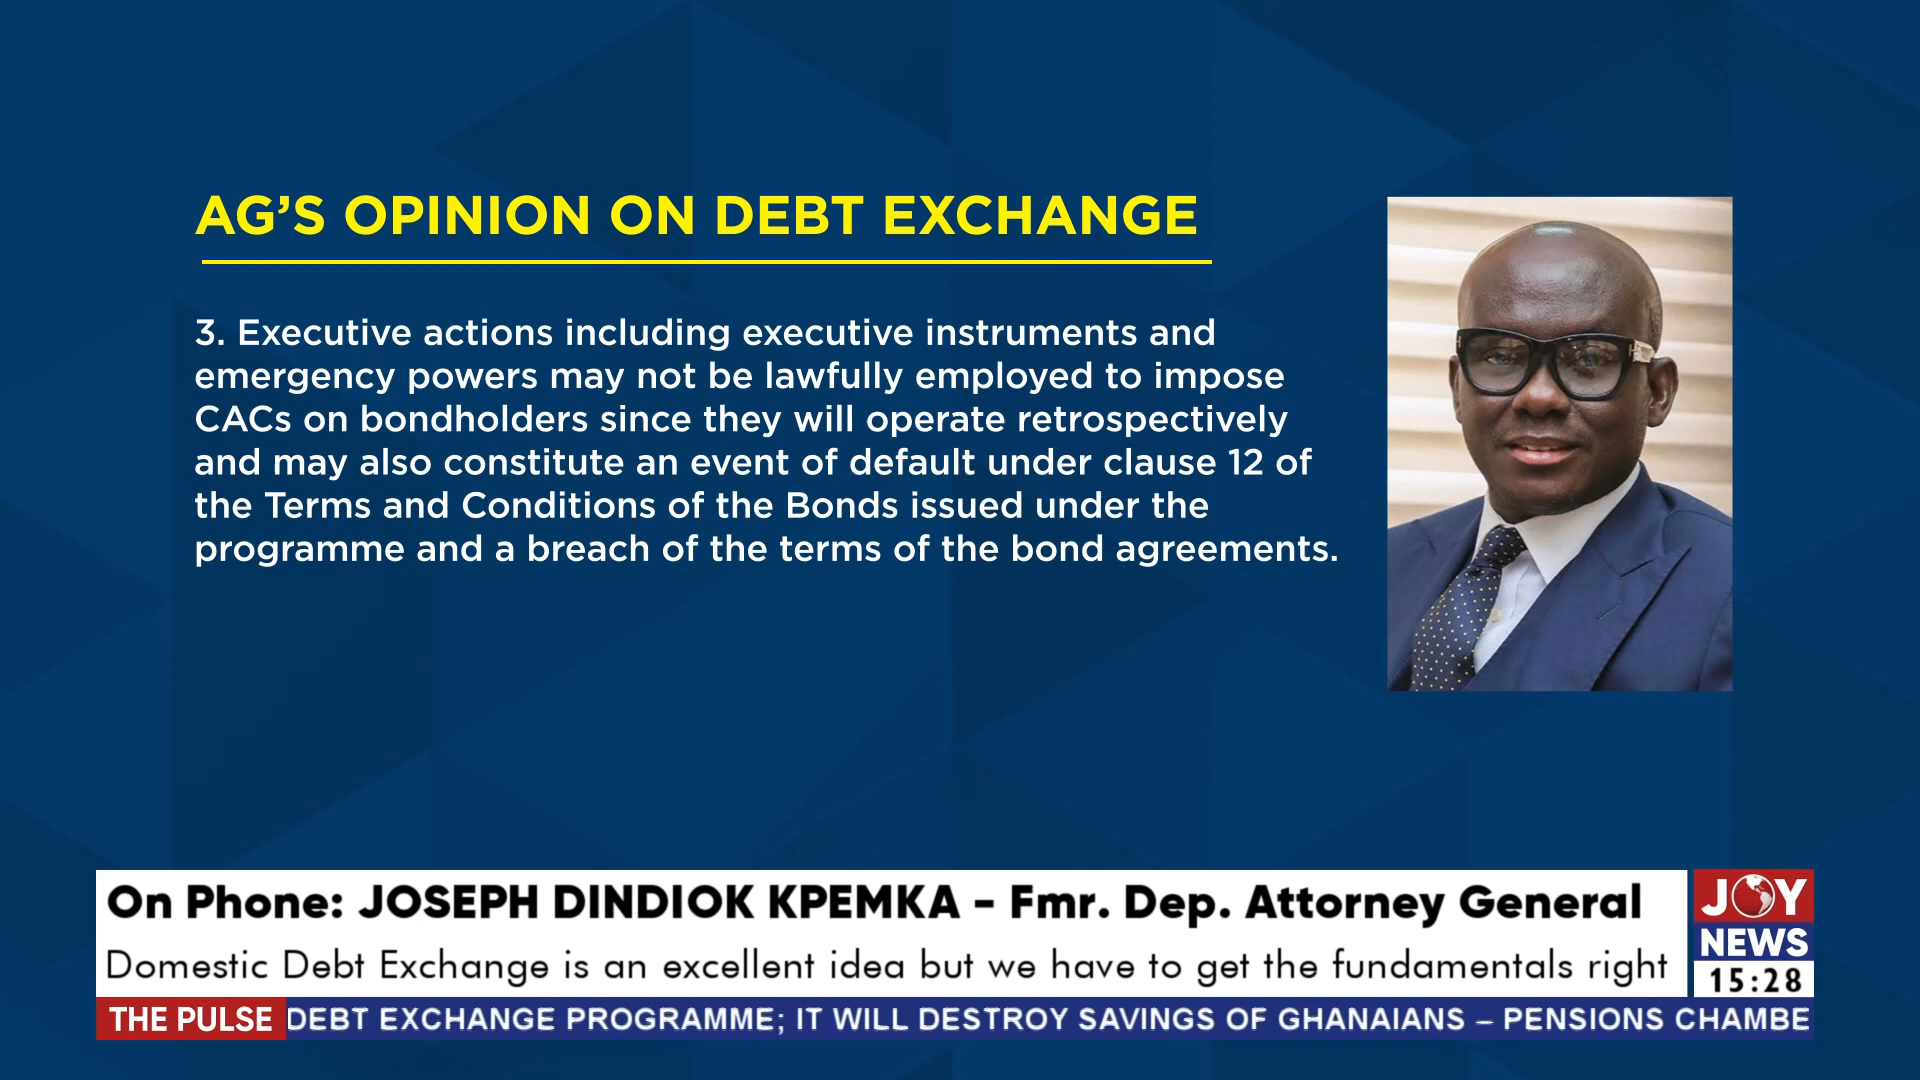 AG’S OPINION ON DEBT EXCHANGE
3. Executive actions including executive instruments and
emergency powers may not be lawfully employed to impose
CACs on bondholders since they will operate retrospectively
and may also constitute an event of default under clause 12 of
the Terms and Conditions of the Bonds issued under the
programme and a breach of the terms of the bond agreements.
On Phone: JOSEPH DINDIOK KPEMKA – Fmr. Dep. Attorney General
Domestic Debt Exchange is an excellent idea but we have to get the fundamentals right
JOY
NEWS
15:28
THE PULSE
DEBT EXCHANGE PROGRAMME; IT WILL DESTROY SAVINGS OF GHANAIANS – PENSIONS CHAMBE